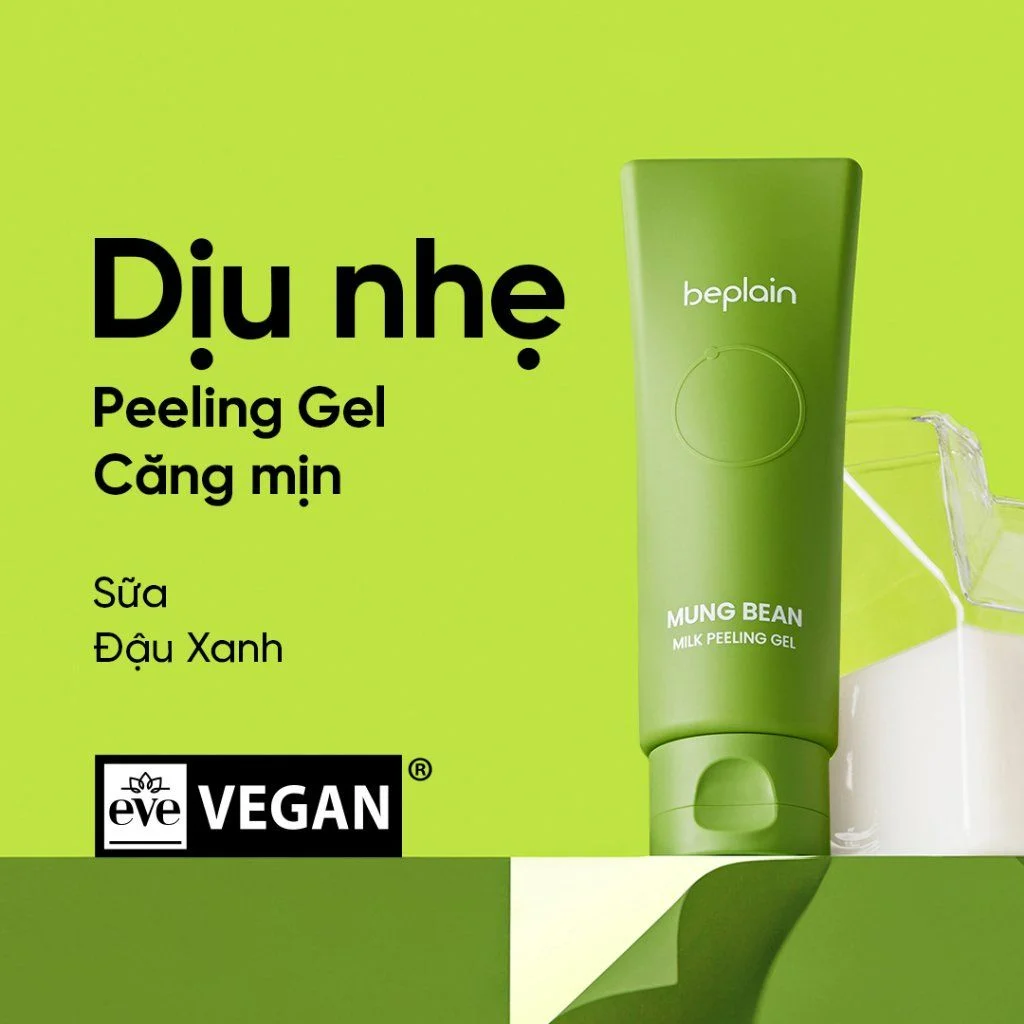 Dịu nhẹ
Peeling Gel
Căng mịn
Sữa
Đậu Xanh
eve VEGAN®
beplain
MUNG BEAN
MILK PEELING GEL